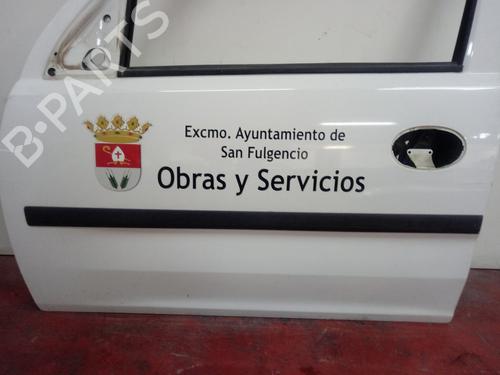 B-PARTS
Excmo. Ayuntamiento de
San Fulgencio
Obras y Servicios